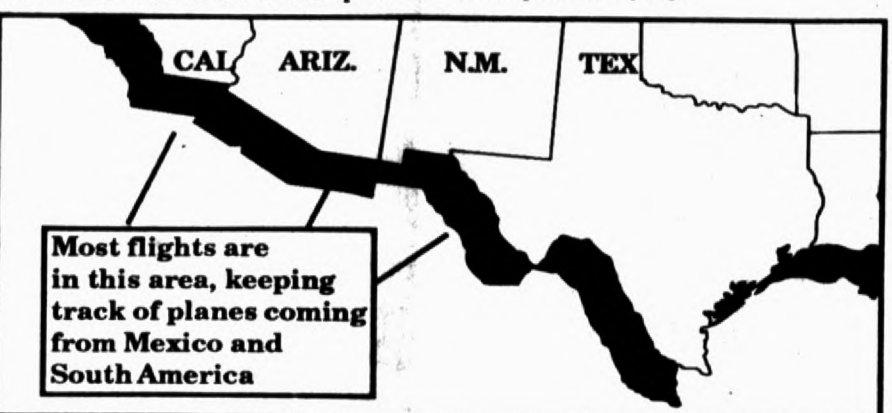 CAL ARIZ. N.M. TEX
Most flights are
in this area, keeping
track of planes coming
from Mexico and
South America